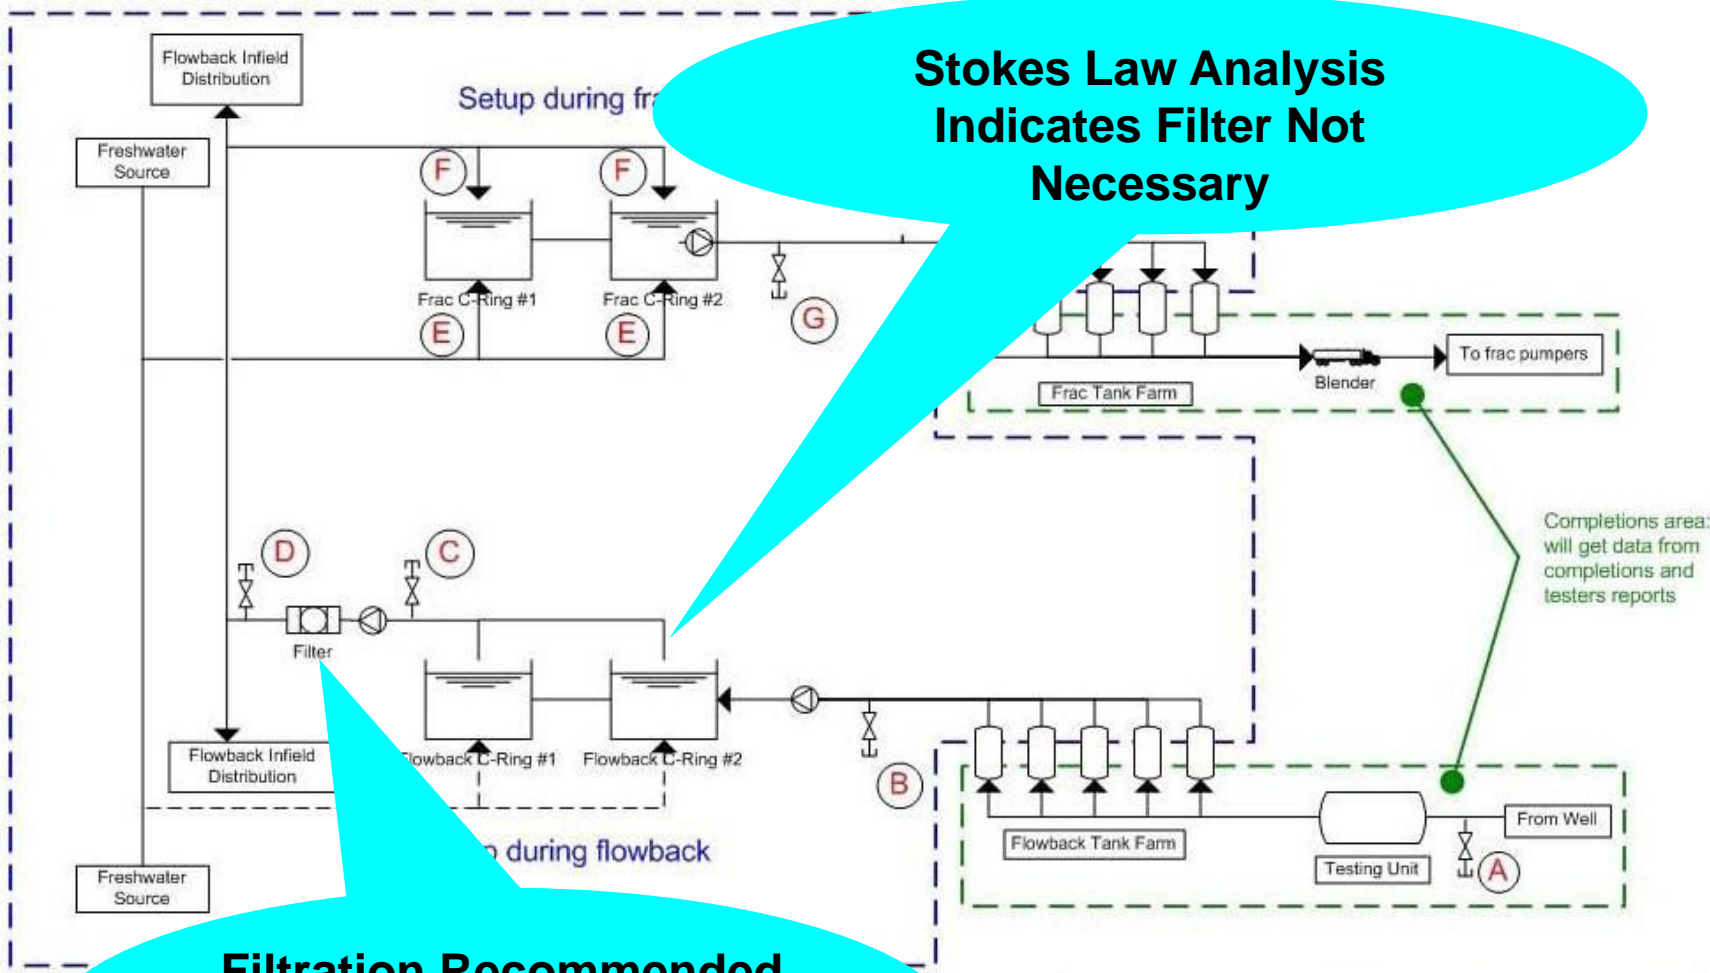 Stokes Law Analysis
Indicates Filter Not
Necessary
Flowback Infield
Distribution
Setup during
Freshwater
Source
F
F
Frac C-Ring #1
Frac C-Ring #2
E
E
G
Frac Tank Farm
Blender
To frac pumpers
Completions area:
will get data from
completions and
testers reports
D
C
Filter
Flowback Infield
Distribution
Flowback C-Ring #1
Flowback C-Ring #2
B
during flowback
Flowback Tank Farm
Testing Unit
From Well
A
Freshwater
Source
Filtration Recommended